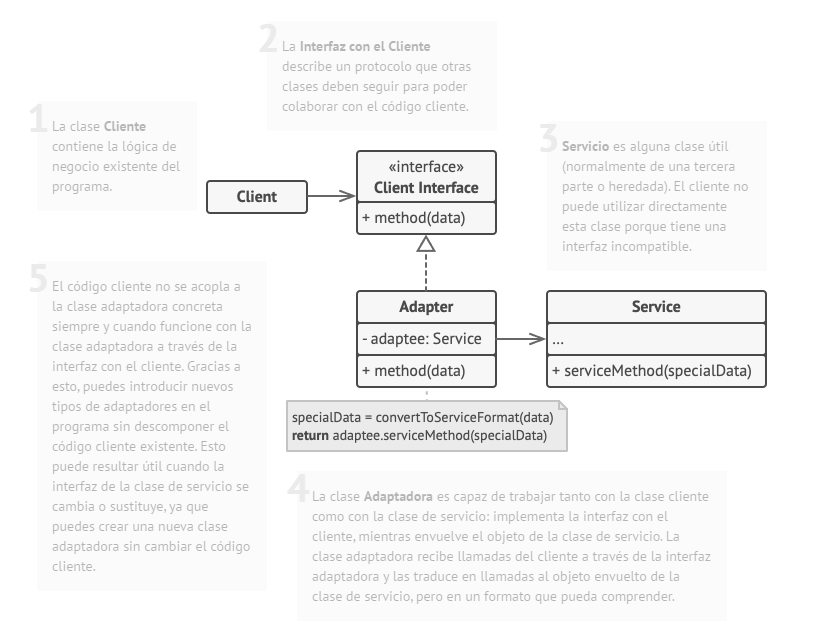 2
La Interfaz con el Cliente
describe un protocolo que otras
clases deben seguir para poder
colaborar con el código cliente.
1
La clase Cliente
contiene la lógica de
negocio existente del
programa.
3
Servicio es alguna clase útil
(normalmente de una tercera
parte o heredada). El cliente no
puede utilizar directamente
esta clase porque tiene una
interfaz incompatible.
Client
«interface»
Client Interface
+ method(data)
Adapter
- adaptee: Service
+ method(data)
Service
...
+ serviceMethod(specialData)
specialData = convertToServiceFormat(data)
return adaptee.serviceMethod(specialData)
5
El código cliente no se acopla a
la clase adaptadora concreta
siempre y cuando funcione con la
clase adaptadora a través de la
interfaz con el cliente. Gracias a
esto, puedes introducir nuevos
tipos de adaptadores en el
programa sin descomponer el
código cliente existente. Esto
puede resultar útil cuando la
interfaz de la clase de servicio se
cambia o sustituye, ya que
puedes crear una nueva clase
adaptadora sin cambiar el código
cliente.
4
La clase Adaptadora es capaz de trabajar tanto con la clase cliente
como con la clase de servicio: implementa la interfaz con el
cliente, mientras envuelve el objeto de la clase de servicio. La
clase adaptadora recibe llamadas del cliente a través de la interfaz
adaptadora y las traduce en llamadas al objeto envuelto de la
clase de servicio, pero en un formato que pueda comprender.